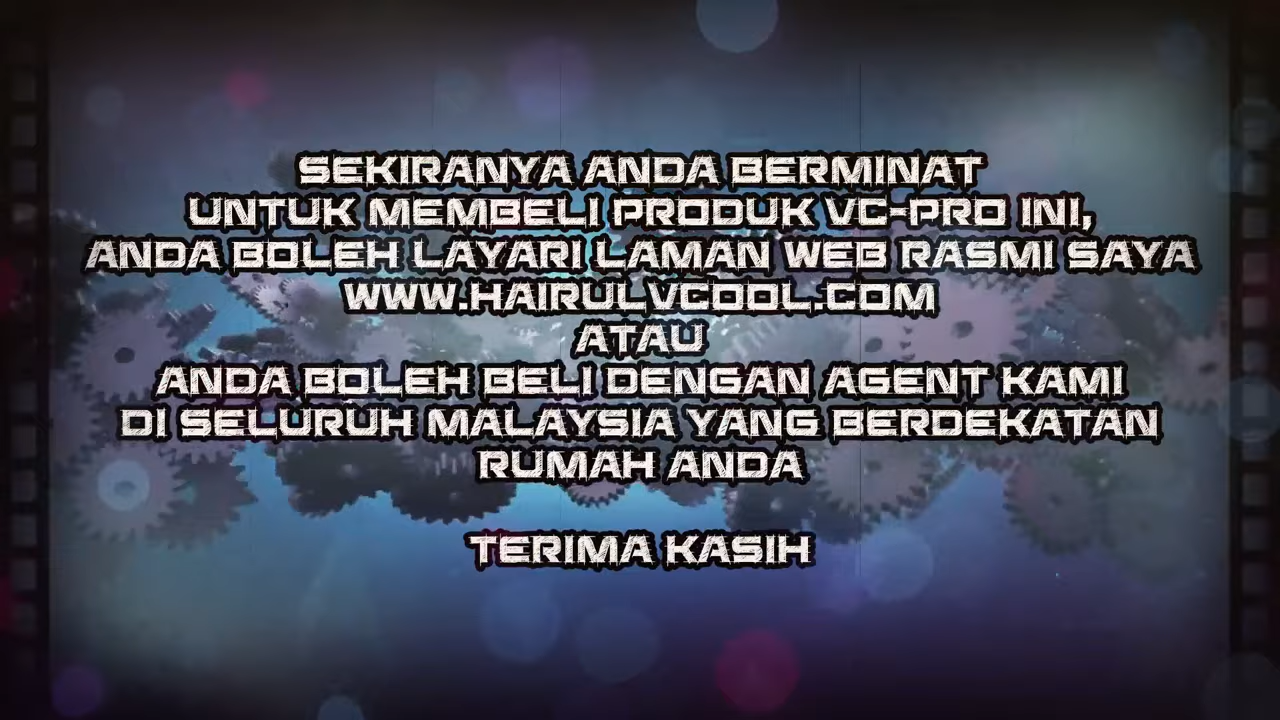 SEKIRANYA ANDA BERMINAT
UNTUK MEMBELI PRODUK VC-PRO INI,
ANDA BOLEH LAYARI LAMAN WEB RASMI SAYA
WWW.HAIRULVCOOL.COM
ATAU
ANDA BOLEH BELI DENGAN AGENT KAMI
DI SELURUH MALAYSIA YANG BERDEKATAN
RUMAH ANDA
TERIMA KASIH